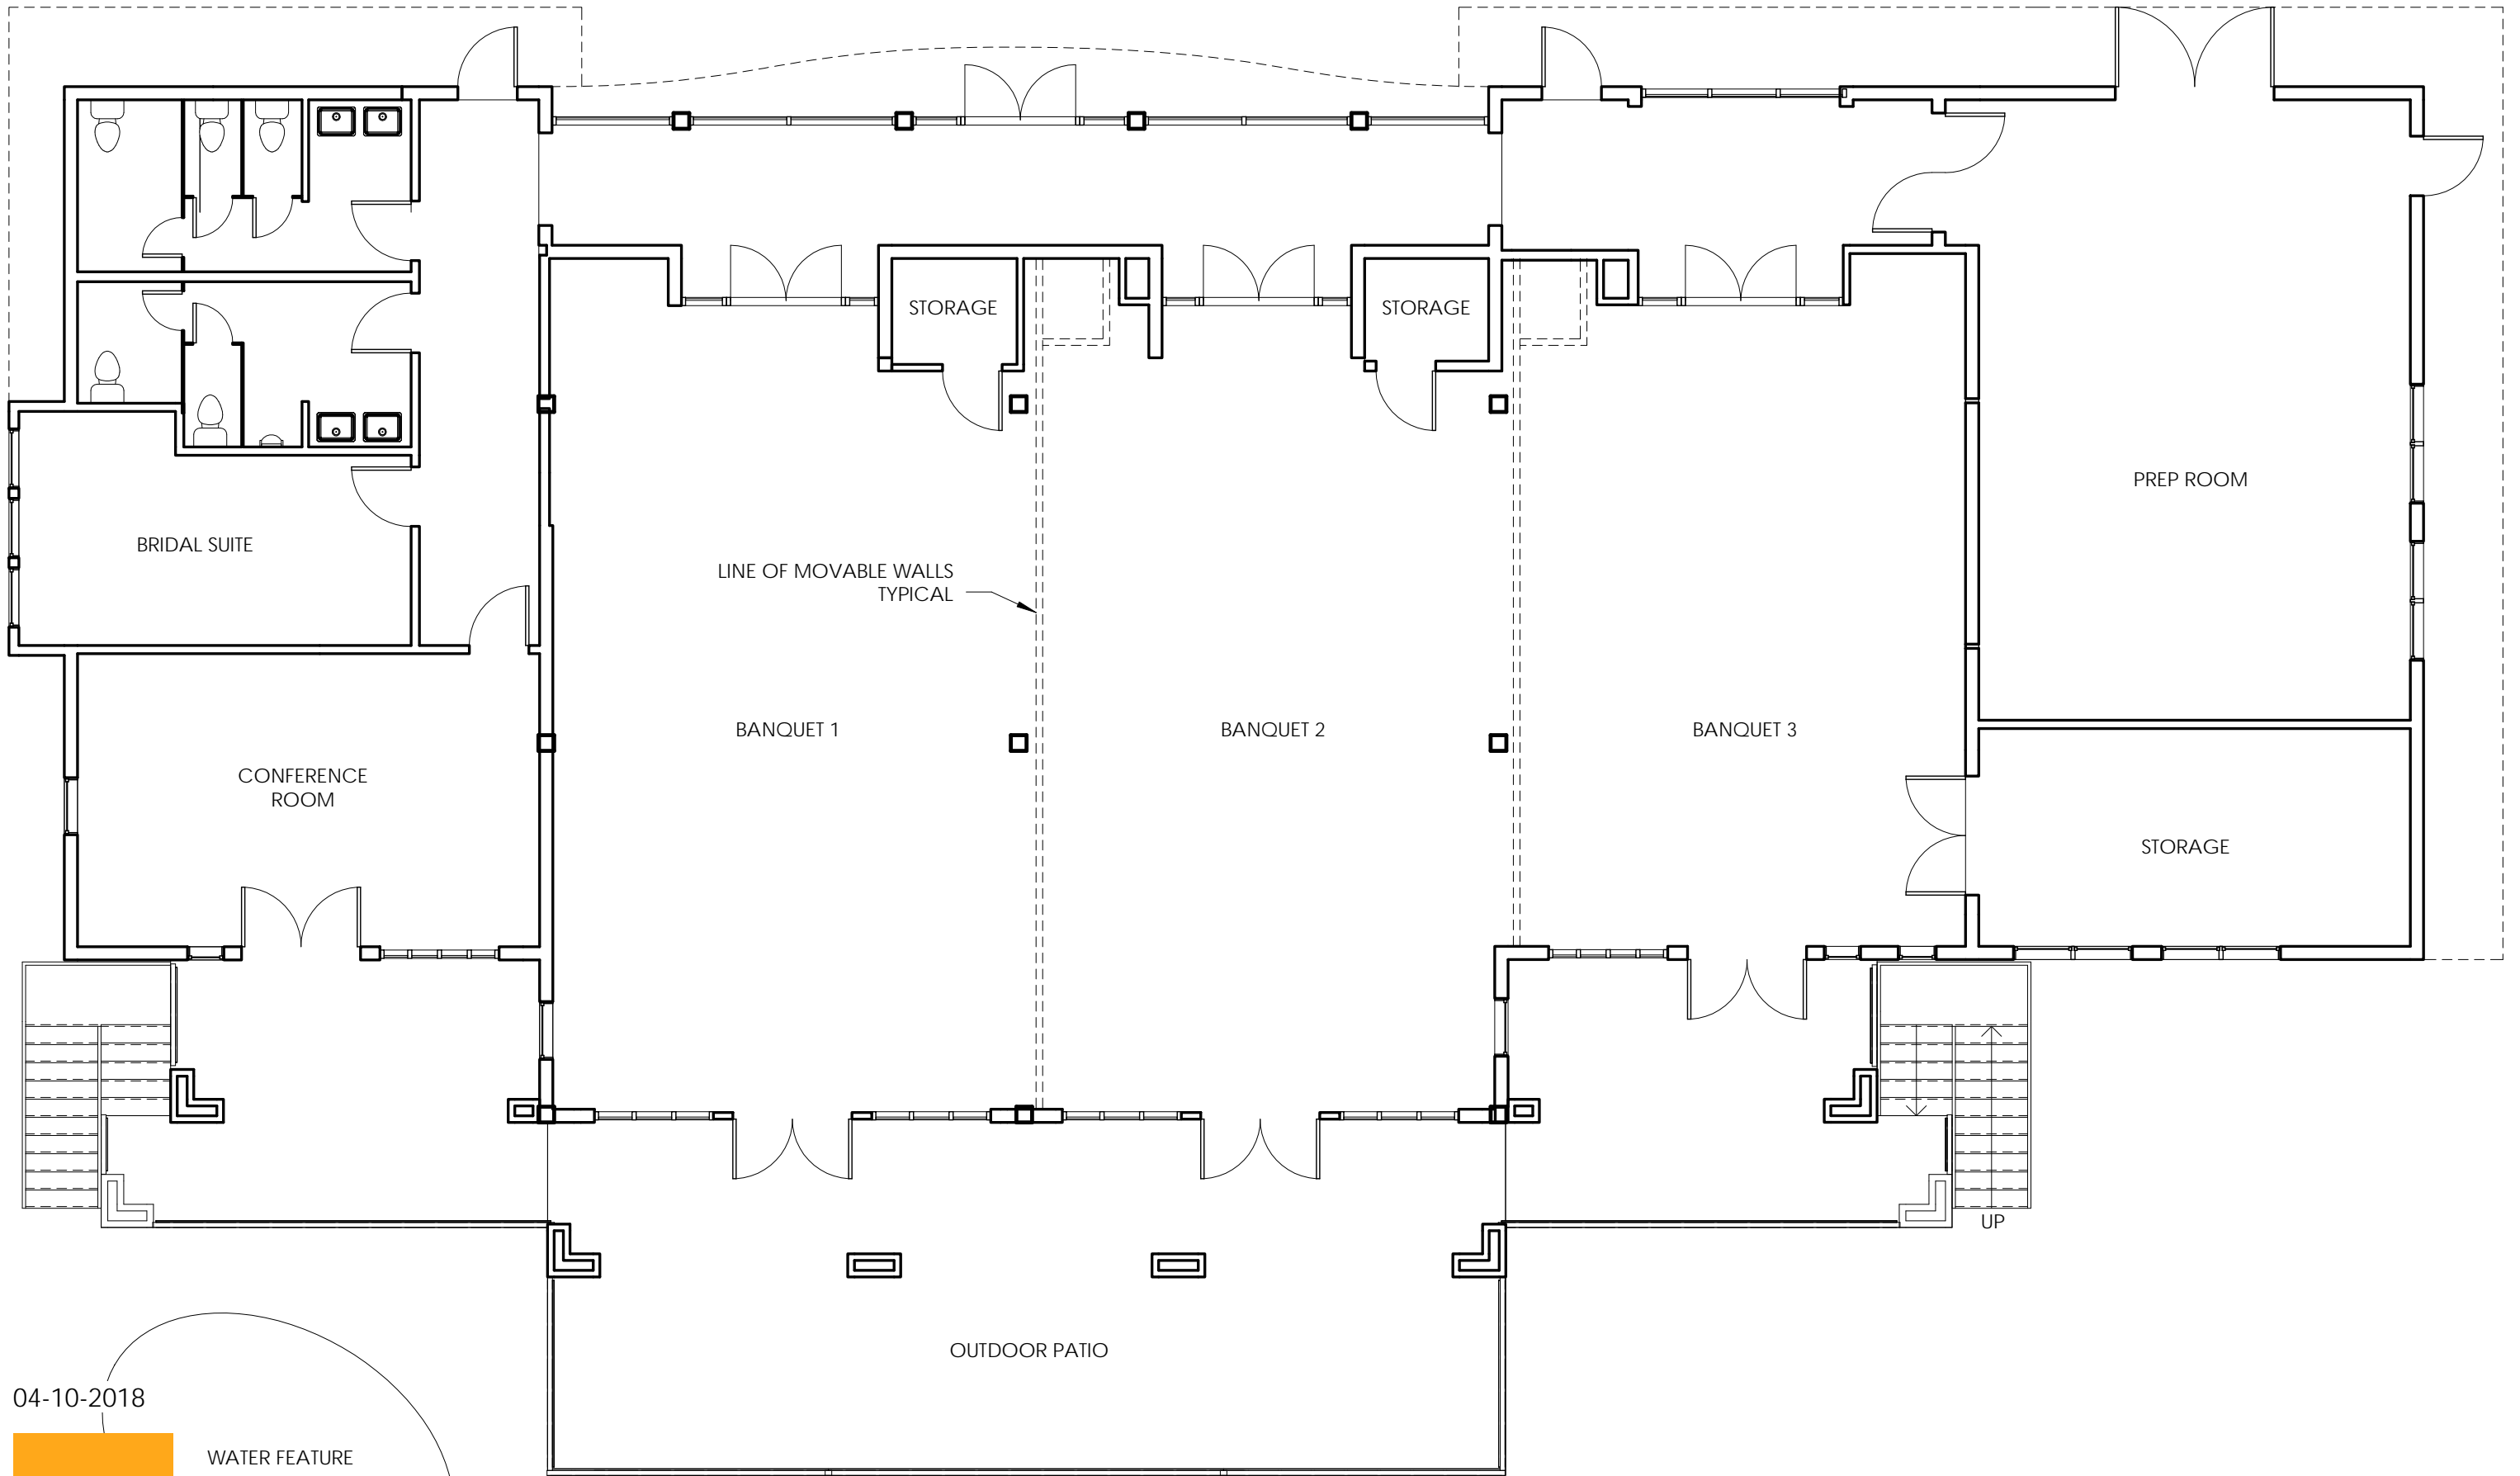 STORAGE
STORAGE
PREP ROOM
BRIDAL SUITE
LINE OF MOVABLE WALLS
TYPICAL
BANQUET 1
BANQUET 2
BANQUET 3
CONFERENCE
ROOM
STORAGE
UP
OUTDOOR PATIO
04-10-2018
WATER FEATURE